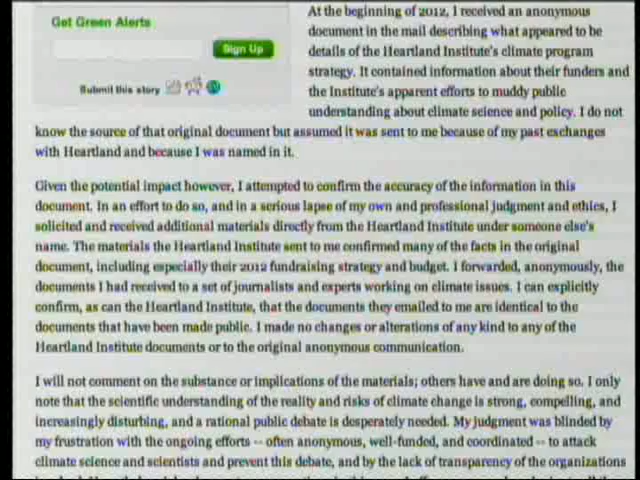 Get Green Alerts
Sign Up
Submit this story
At the beginning of 2012, I received an anonymous
document in the mail describing what appeared to be
details of the Heartland Institute's climate program
strategy. It contained information about their funders and
the Institute's apparent efforts to muddy public
understanding about climate science and policy. I do not
know the source of that original document but assumed it was sent to me because of my past exchanges
with Heartland and because I was named in it.
Given the potential impact however, I attempted to confirm the accuracy of the information in this
document. In an effort to do so, and in a serious lapse of my own and professional judgment and ethics, I
solicited and received additional materials directly from the Heartland Institute under someone else's
name. The materials the Heartland Institute sent to me confirmed many of the facts in the original
document, including especially their 2012 fundraising strategy and budget. I forwarded, anonymously, the
documents I had received to a set of journalists and experts working on climate issues. I can explicitly
confirm, as can the Heartland Institute, that the documents they emailed to me are identical to the
documents that have been made public. I made no changes or alterations of any kind to any of the
Heartland Institute documents or to the original anonymous communication.
I will not comment on the substance or implications of the materials; others have and are doing so. I only
note that the scientific understanding of the reality and risks of climate change is strong, compelling, and
increasingly disturbing, and a rational public debate is desperately needed. My judgment was blinded by
my frustration with the ongoing efforts -- often anonymous, well-funded, and coordinated -- to attack
climate science and scientists and prevent this debate, and by the lack of transparency of the organizations